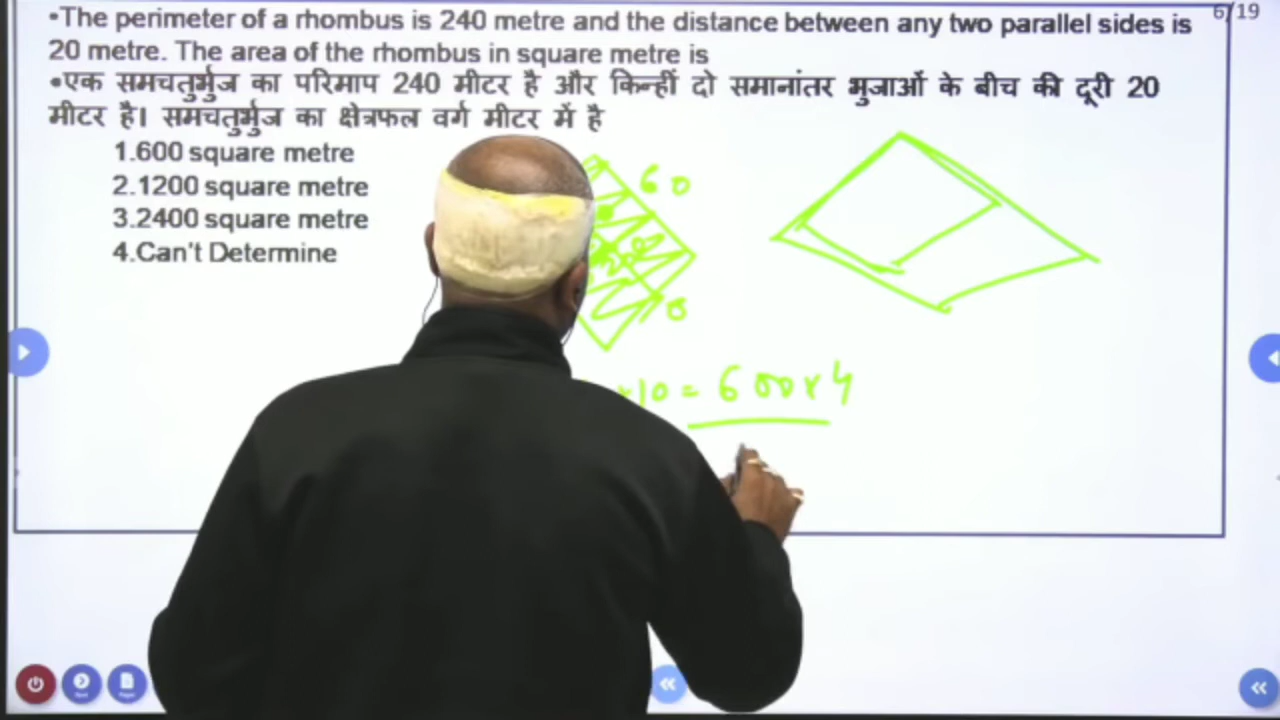 6/19
•The perimeter of a rhombus is 240 metre and the distance between any two parallel sides is
20 metre. The area of the rhombus in square metre is
•एक समचतुर्भुज का परिमाप 240 मीटर है और किन्हीं दो समानांतर भुजाओं के बीच की दूरी 20
मीटर है। समचतुर्भुज का क्षेत्रफल वर्ग मीटर में है
1.600 square metre
2.1200 square metre
3.2400 square metre
4.Can't Determine
60
×10 = 600×4